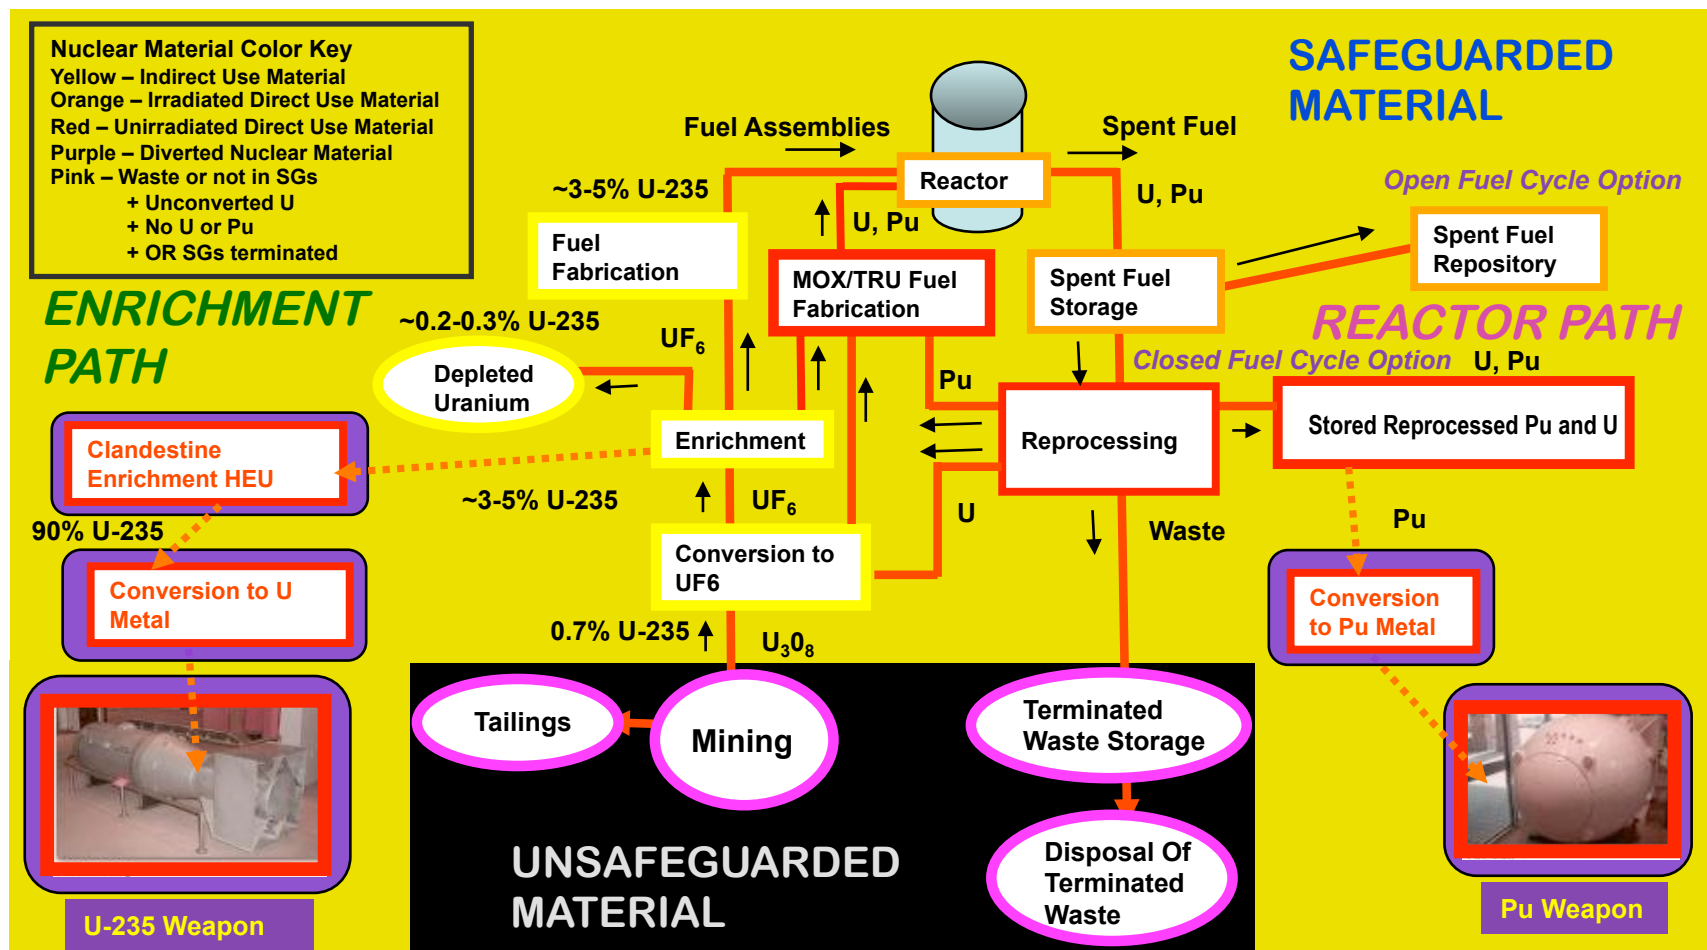 Nuclear Material Color Key
Yellow – Indirect Use Material
Orange – Irradiated Direct Use Material
Red – Unirradiated Direct Use Material
Purple – Diverted Nuclear Material
Pink – Waste or not in SGs
+ Unconverted U
+ No U or Pu
+ OR SGs terminated
SAFEGUARDED
MATERIAL
Fuel Assemblies
Spent Fuel
Reactor
~3-5% U-235
U, Pu
U, Pu
Open Fuel Cycle Option
Fuel
Fabrication
MOX/TRU Fuel
Fabrication
Spent Fuel
Storage
Spent Fuel
Repository
ENRICHMENT
PATH
REACTOR PATH
~0.2-0.3% U-235
UF6
Closed Fuel Cycle Option
U, Pu
Depleted
Uranium
Pu
Enrichment
Reprocessing
Stored Reprocessed Pu and U
Clandestine
Enrichment HEU
~3-5% U-235
UF6
U
Waste
Pu
90% U-235
Conversion to
UF6
Conversion to U
Metal
Conversion
to Pu Metal
0.7% U-235
U308
Tailings
Mining
Terminated
Waste Storage
UNSAFEGUARDED
MATERIAL
Disposal Of
Terminated
Waste
U-235 Weapon
Pu Weapon